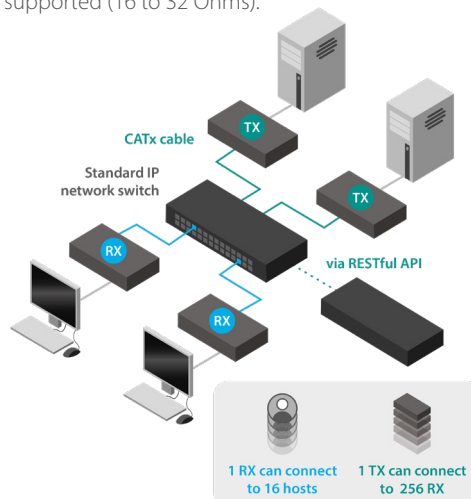 supported (16 to 32 Ohms).
TX
CATx cable
Standard IP
network switch
TX
RX
via RESTful API
RX
1 RX can connect
to 16 hosts
1 TX can connect
to 256 RX